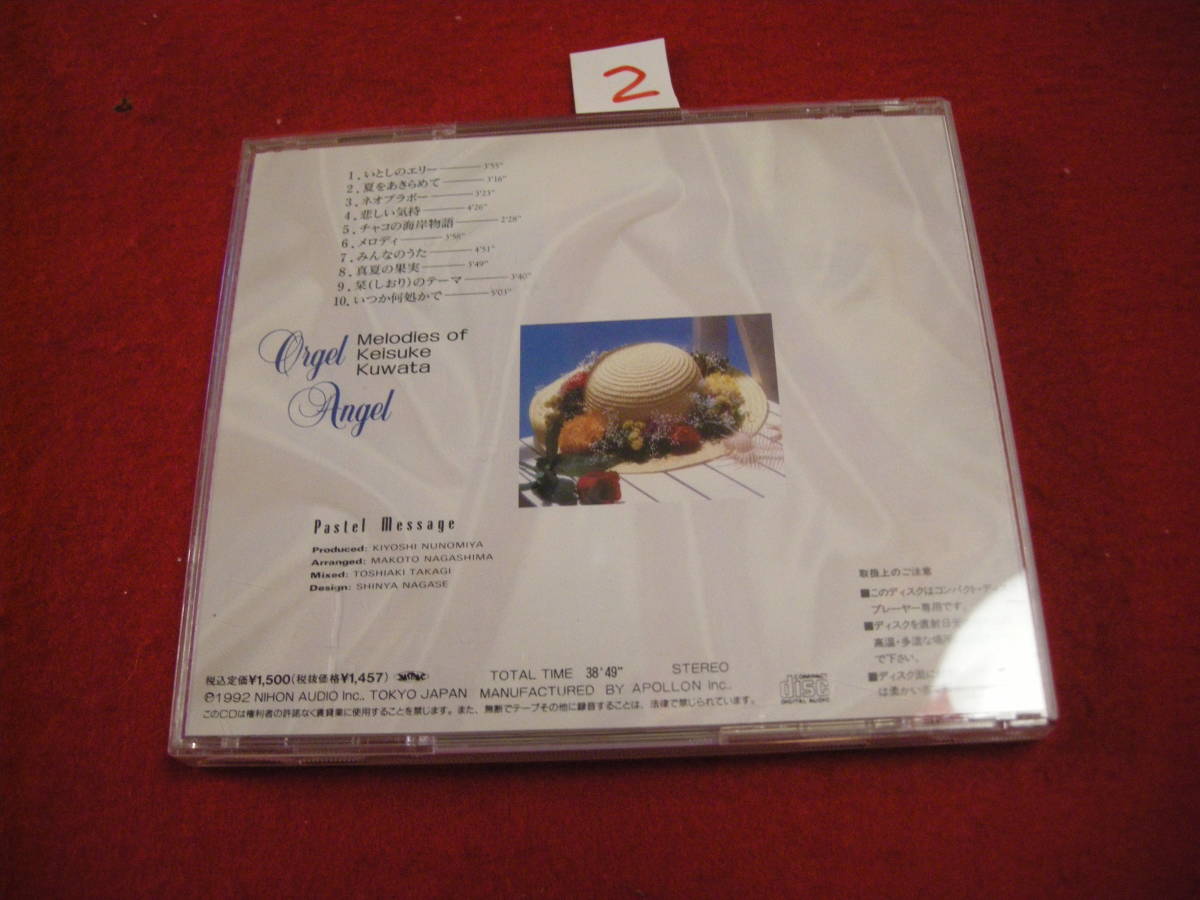 2
1. いとしのエリー 3'55"
2. 夏をあきらめて 3'16"
3. ネオブラボー 3'23"
4. 悲しい気持 4'26"
5. チャコの海岸物語 2'28"
6. メロディ 3'58"
7. みんなのうた 4'51"
8. 真夏の果実 3'49"
9. 栞(しおり)のテーマ 3'40"
10. いつか何処かで 5'03"
Orgel
Angel
Melodies of
Keisuke
Kuwata
Pastel Message
Produced: KIYOSHI NUNOMIYA
Arranged: MAKOTO NAGASHIMA
Mixed: TOSHIAKI TAKAGI
Design: SHINYA NAGASE
取扱上のご注意
■このディスクはコンパクト・ディ
プレーヤー専用です。
■ディスクを直射日
高温・多湿な場所
で下さい。
■ディスク面に
は柔かい
税込定価¥1,500(税抜価格¥1,457) TOTAL TIME 38'49" STEREO
℗1992 NIHON AUDIO Inc., TOKYO JAPAN MANUFACTURED BY APOLLON Inc.,
COMPACT
disc
DIGITAL AUDIO
このCDは権利者の許諾なく賃貸業に使用することを禁じます。また、無断でテープその他に録音することは、法律で禁じられています。